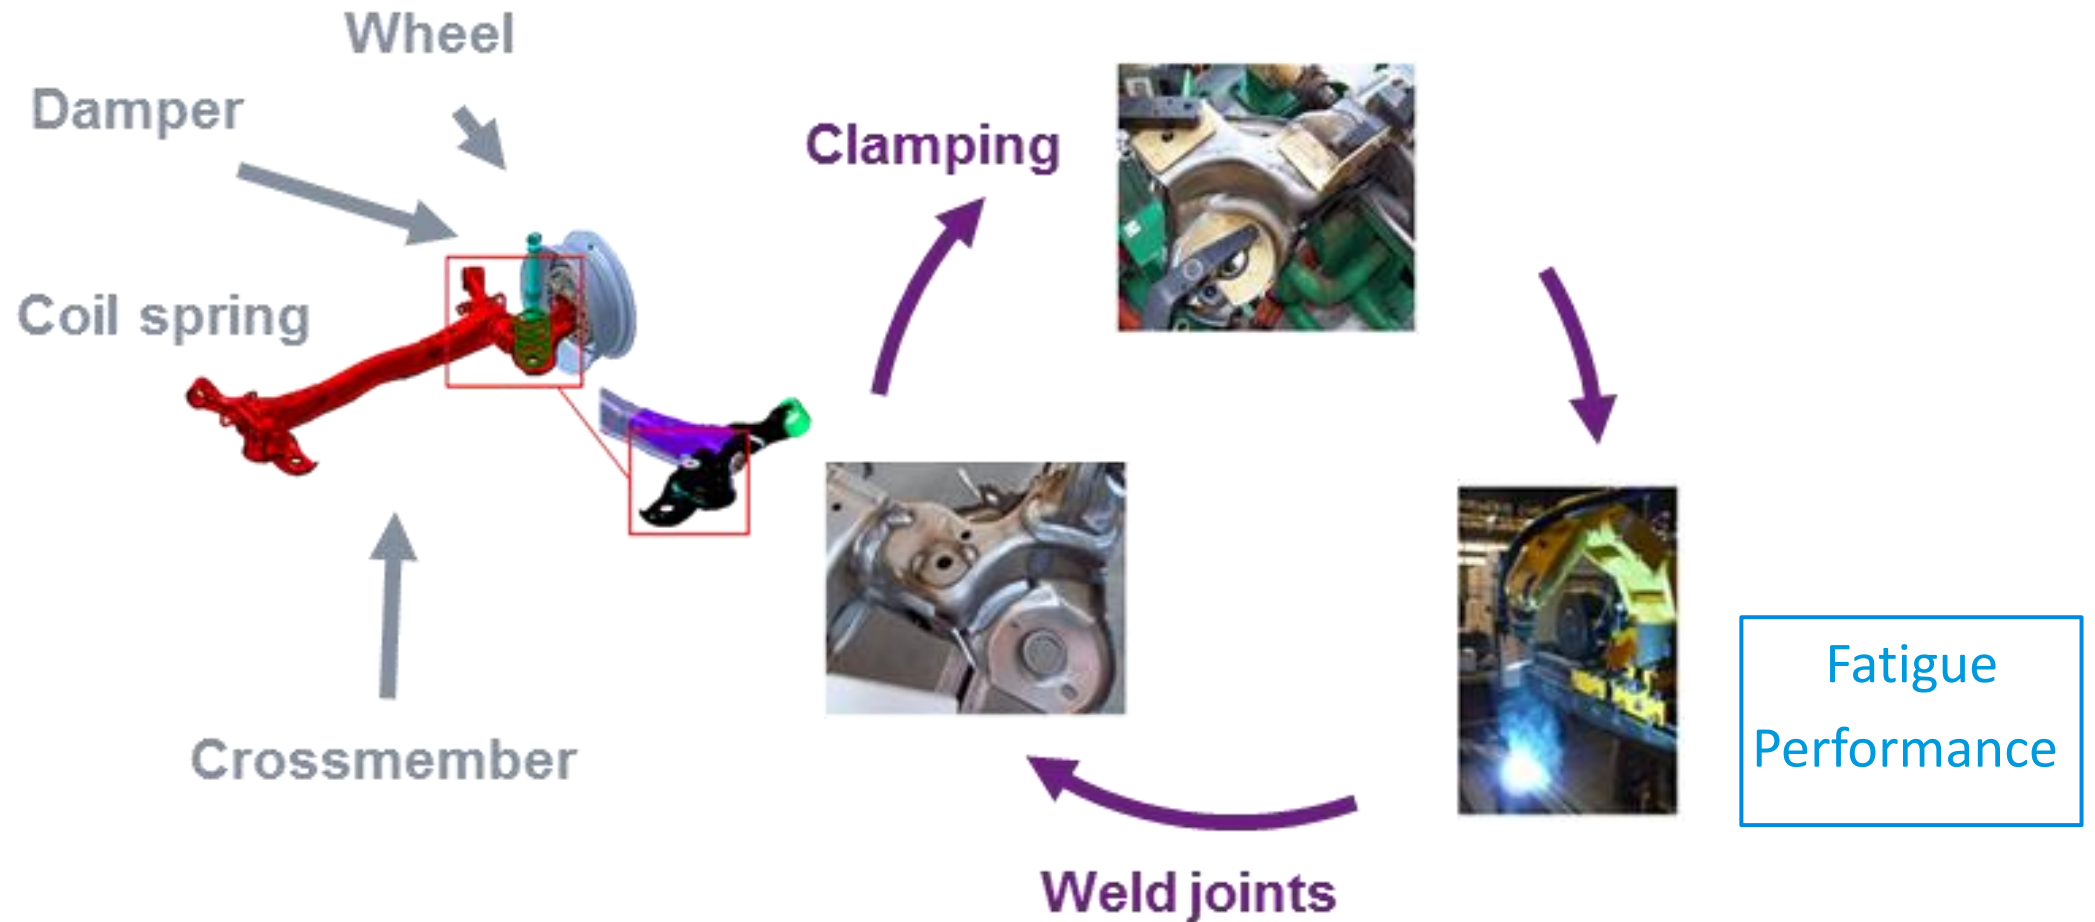 Wheel
Damper
Clamping
Coil spring
Crossmember
Fatigue
Performance
Weld joints